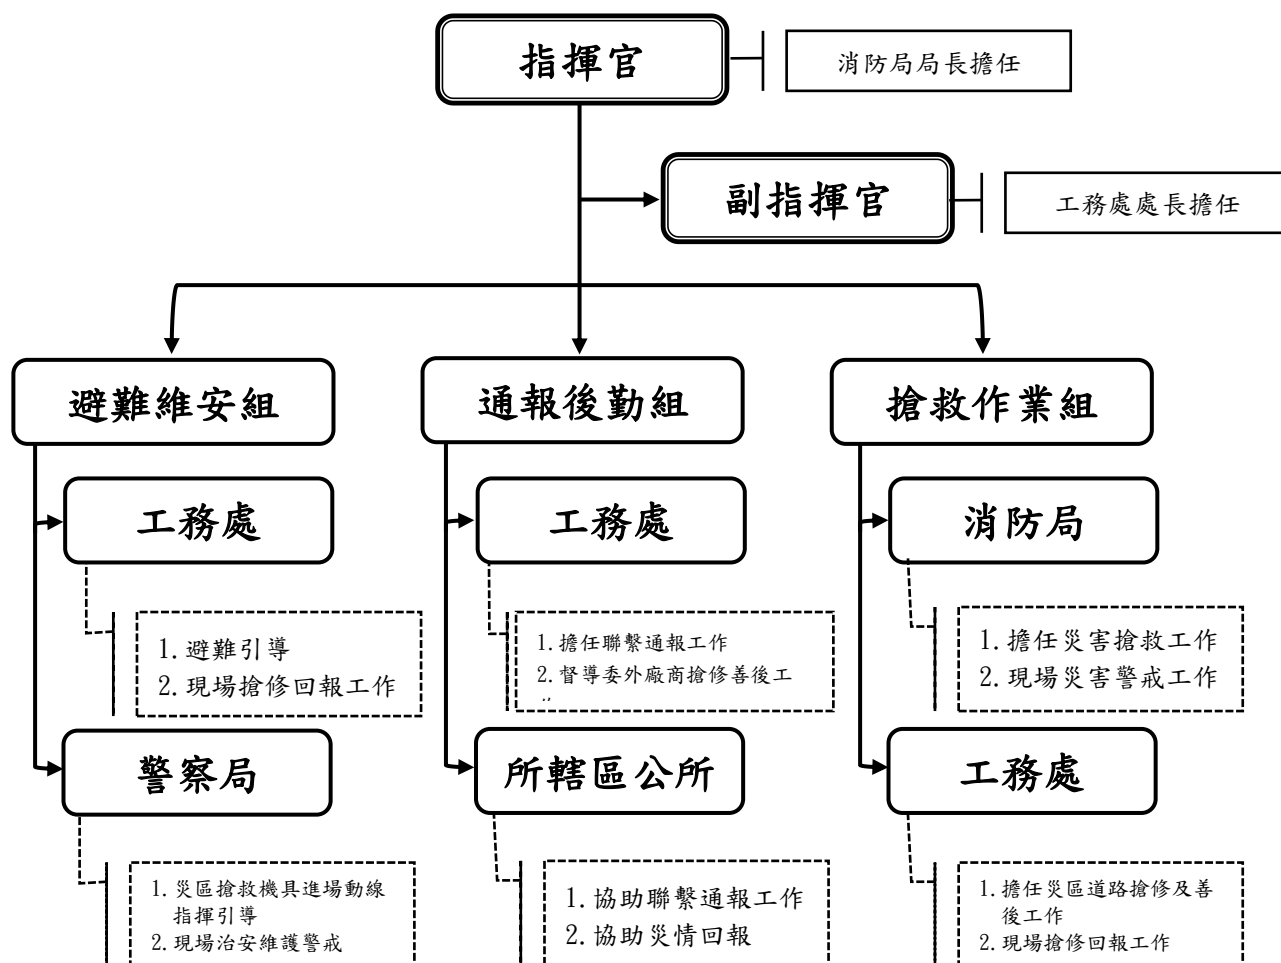 指揮官
消防局局長擔任
副指揮官
工務處處長擔任
避難維安組
通報後勤組
搶救作業組
工務處
工務處
消防局
1.避難引導
2.現場搶修回報工作
1.擔任聯繫通報工作
2.督導委外廠商搶修善後工
1.擔任災害搶救工作
2.現場災害警戒工作
警察局
所轄區公所
工務處
1.災區搶救機具進場動線
指揮引導
2.現場治安維護警戒
1.協助聯繫通報工作
2.協助災情回報
1.擔任災區道路搶修及善
後工作
2.現場搶修回報工作